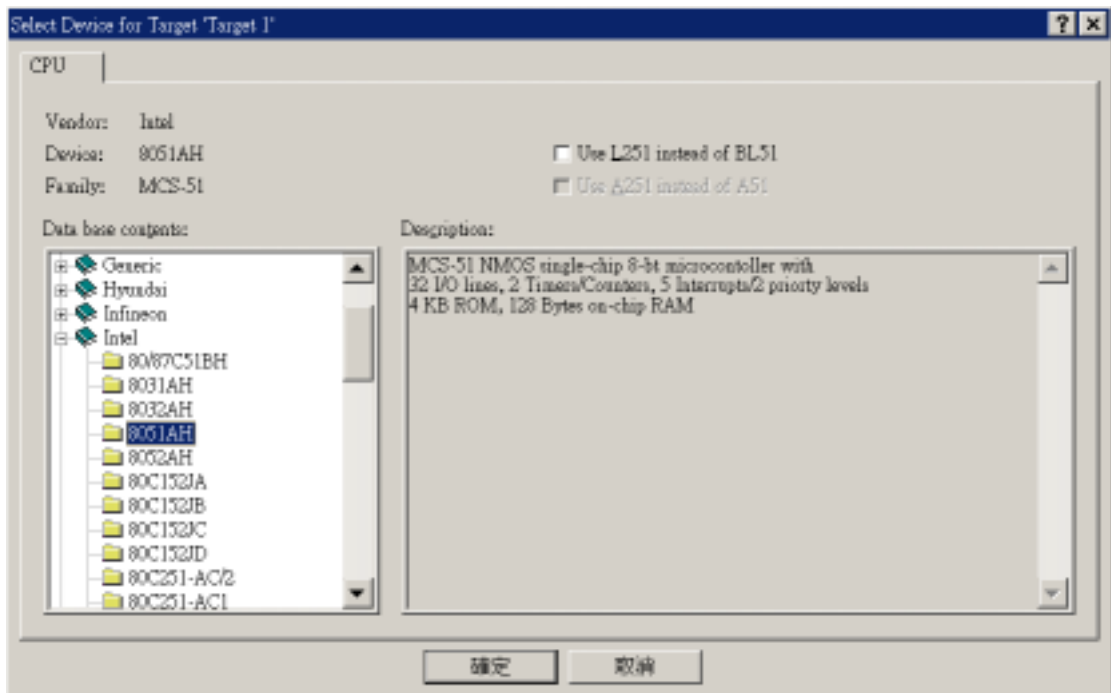 Select Device for Target 'Target 1'
CPU
Vendor: Intel
Device: 8051AH
Use L251 instead of BL51
Family: MCS-51
Use A251 instead of A51
Data base contents:
Description:
Generic
Hyundai
Infineon
Intel
80/87C51BH
8031AH
8032AH
8051AH
8052AH
80C152JA
80C152JB
80C152JC
80C152JD
80C251-AC/2
80C251-AC1
MCS-51 NMOS single-chip 8-bt microcontoller with
32 I/O lines, 2 Timers/Counters, 5 Interrupts/2 priorty levels
4 KB ROM, 128 Bytes on-chip RAM
確定
取消